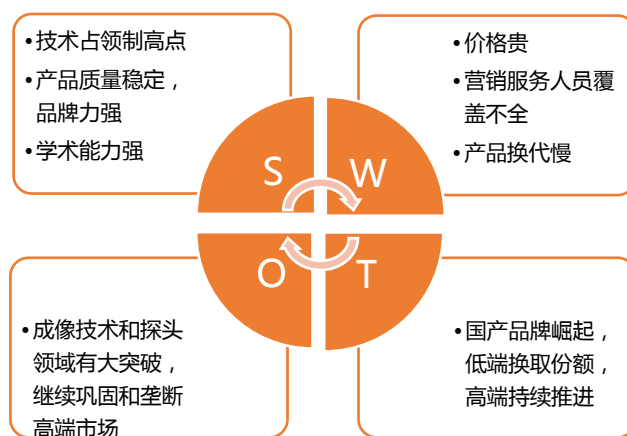 •技术占领制高点
•产品质量稳定，
品牌力强
•学术能力强
•价格贵
•营销服务人员覆
盖不全
•产品换代慢
S
W
O
T
•成像技术和探头
领域有大突破，
继续巩固和垄断
高端市场
•国产品牌崛起，
低端换取份额，
高端持续推进